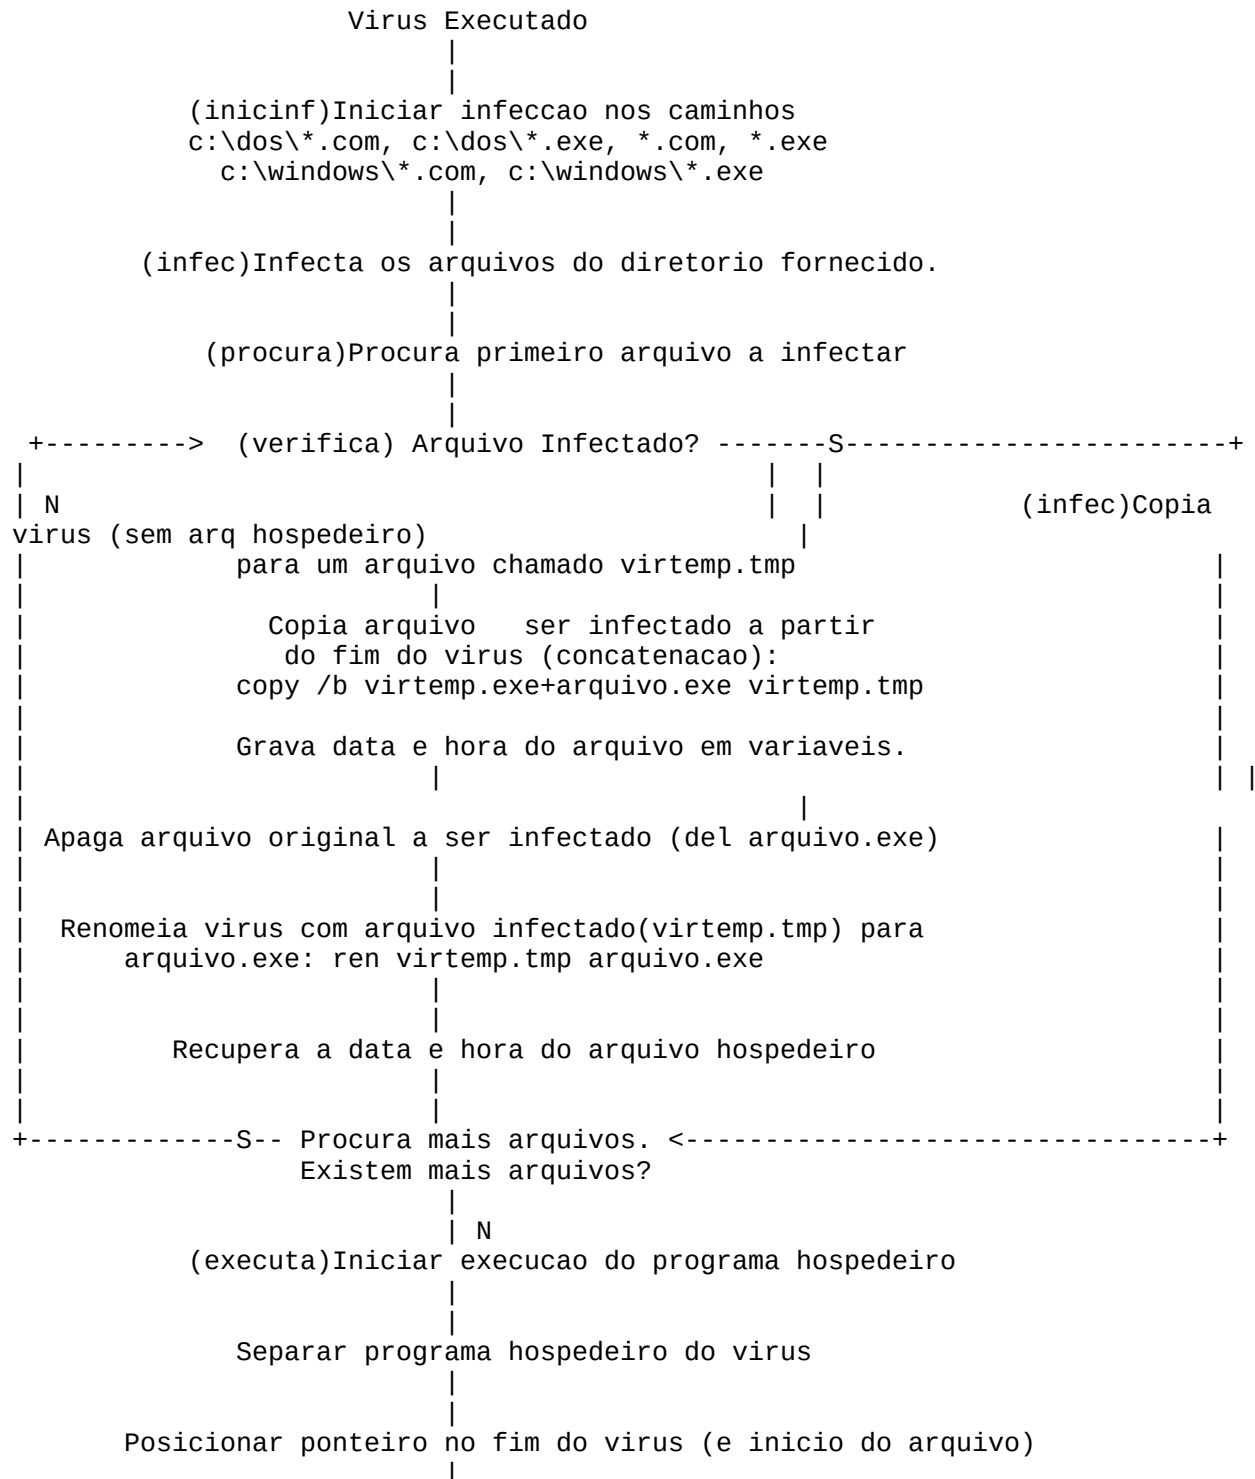 Virus Executado
|
|
(inicinf)Iniciar infeccao nos caminhos
c:\dos\*.com, c:\dos\*.exe, *.com, *.exe
c:\windows\*.com, c:\windows\*.exe
|
|
(infec)Infecta os arquivos do diretorio fornecido.
|
|
(procura)Procura primeiro arquivo a infectar
|
|
+---------> (verifica) Arquivo Infectado? -------S------------------------+
| | |
| N | | (infec)Copia
virus (sem arq hospedeiro) |
| para um arquivo chamado virtemp.tmp |
| | |
| Copia arquivo ser infectado a partir |
| do fim do virus (concatenacao): |
| copy /b virtemp.exe+arquivo.exe virtemp.tmp |
| |
| Grava data e hora do arquivo em variaveis. |
| | | |
| |
| Apaga arquivo original a ser infectado (del arquivo.exe) |
| | |
| | |
| Renomeia virus com arquivo infectado(virtemp.tmp) para |
| arquivo.exe: ren virtemp.tmp arquivo.exe |
| | |
| | |
| Recupera a data e hora do arquivo hospedeiro |
| | |
| | |
+-------------S-- Procura mais arquivos. <---------------------------------+
Existem mais arquivos?
|
| N
(executa)Iniciar execucao do programa hospedeiro
|
|
Separar programa hospedeiro do virus
|
|
Posicionar ponteiro no fim do virus (e inicio do arquivo)
|